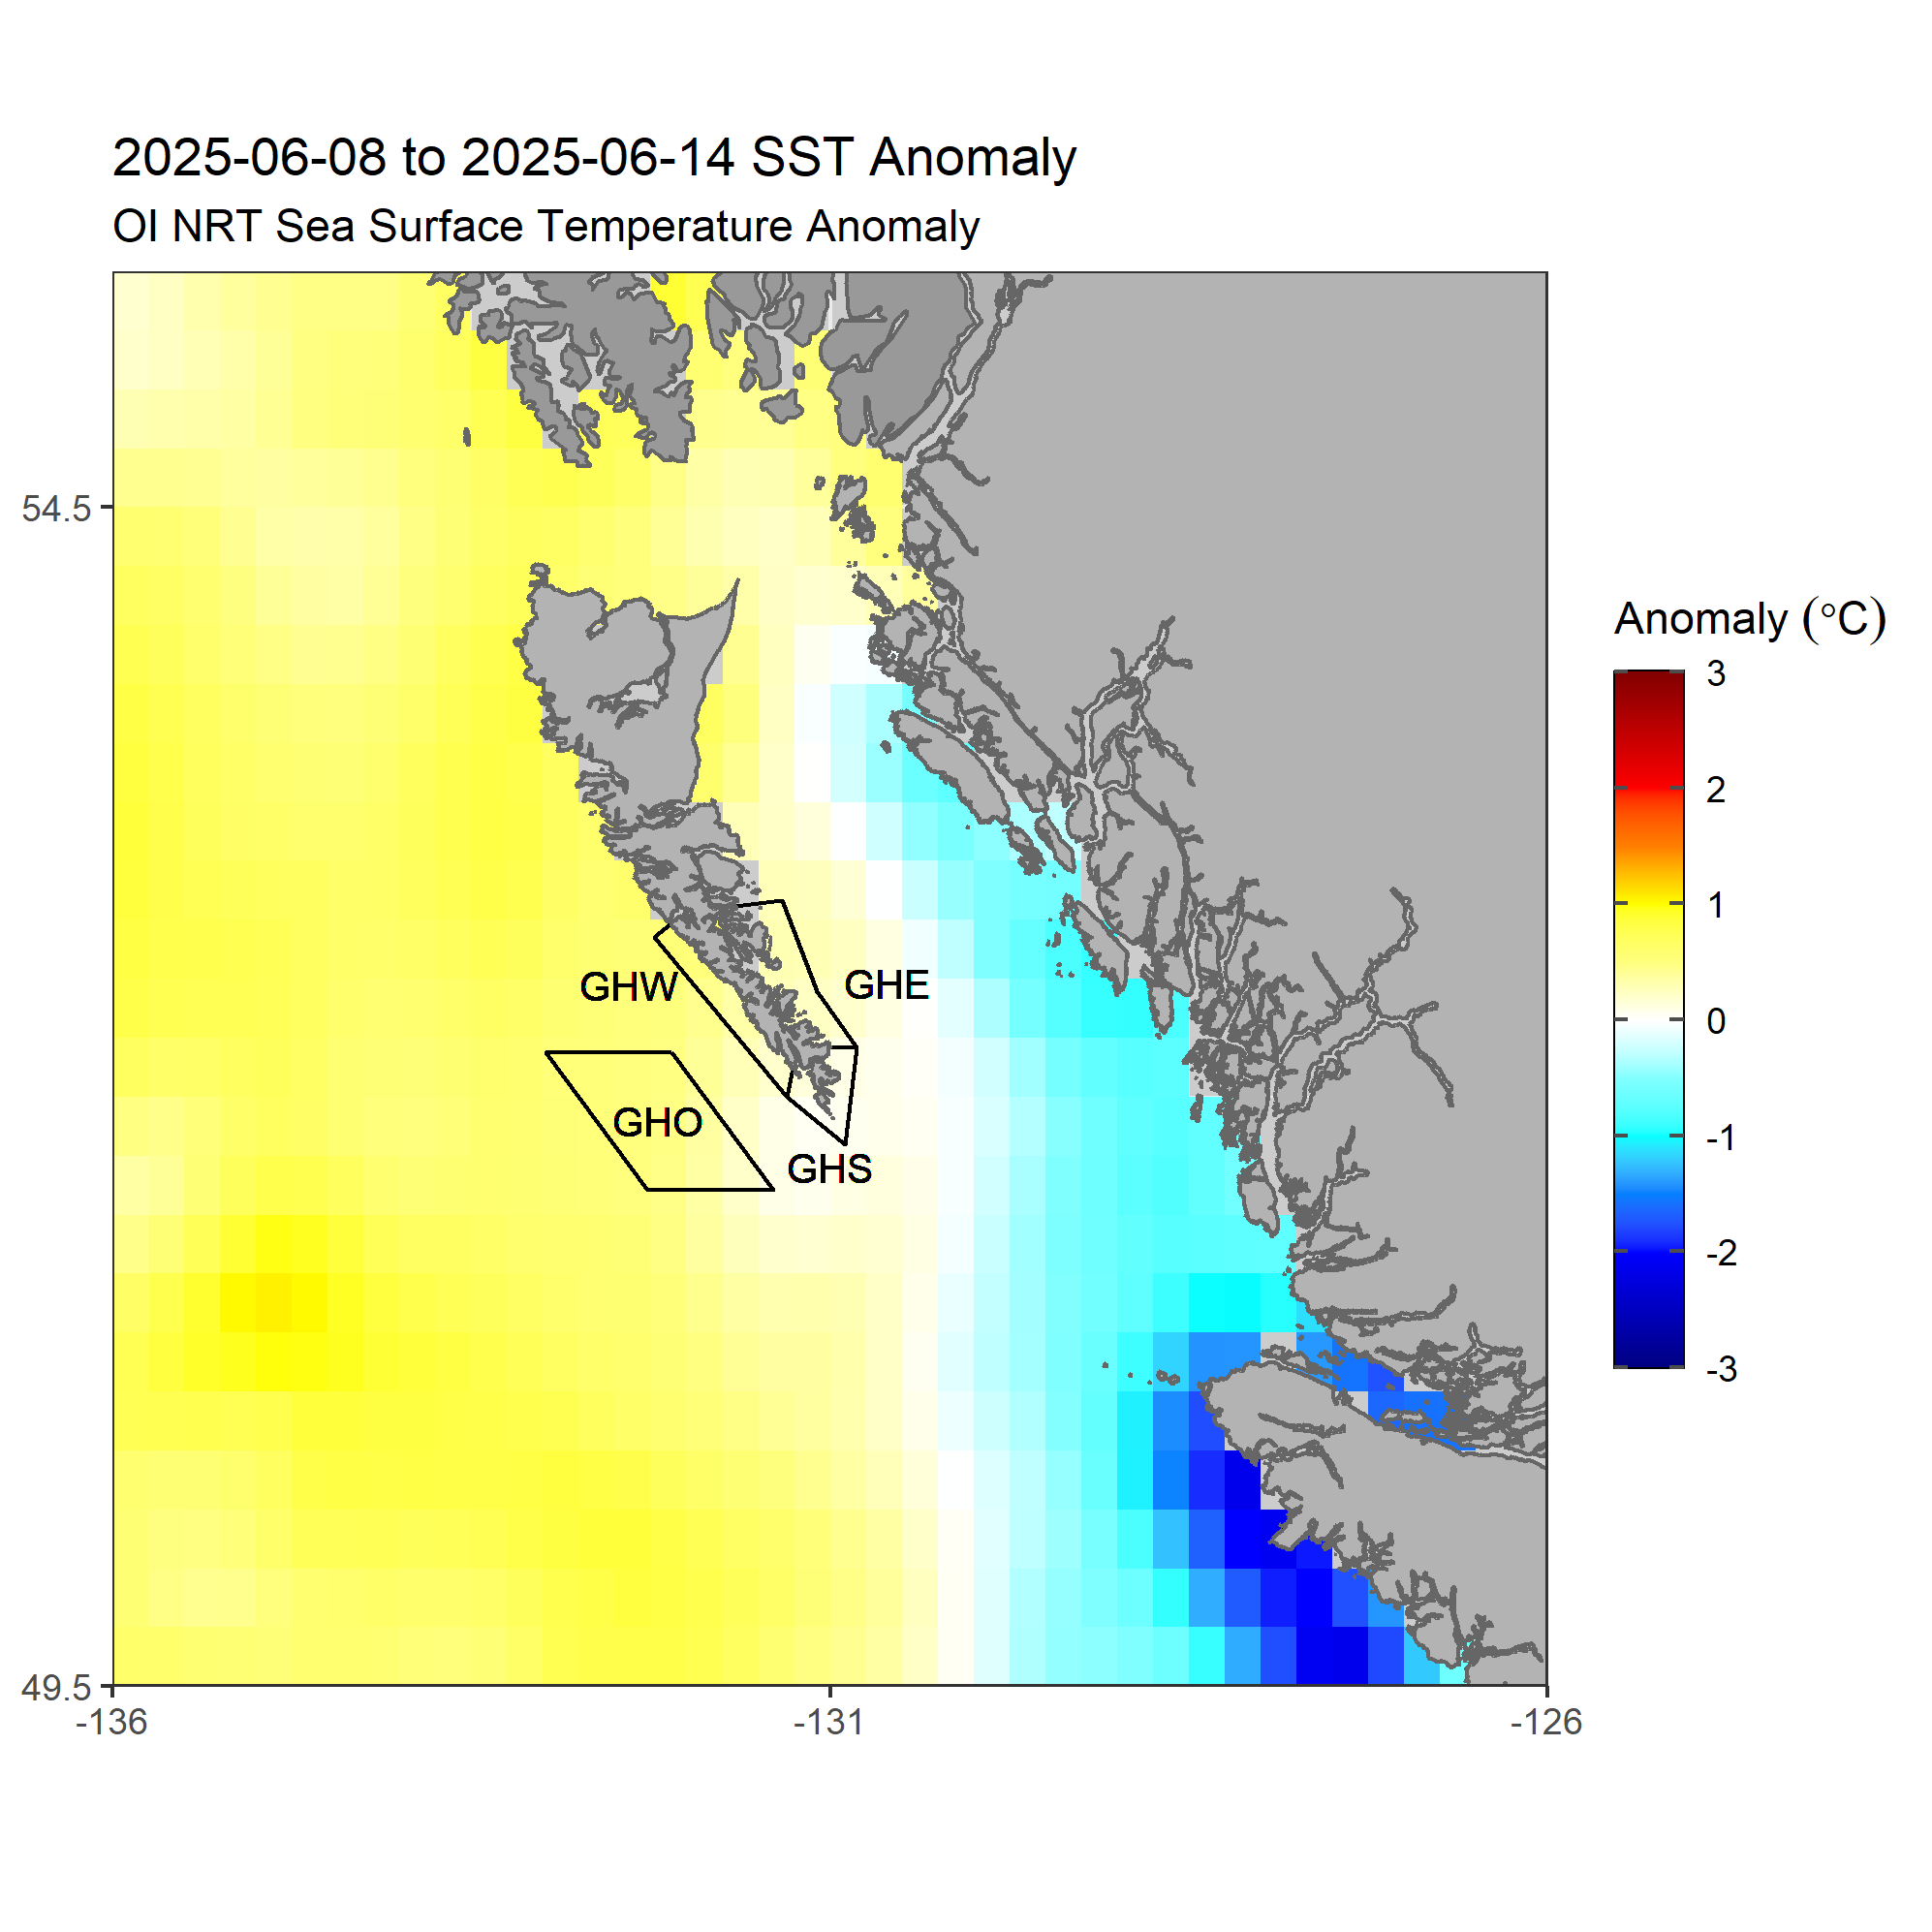 2025-06-08 to 2025-06-14 SST Anomaly
OI NRT Sea Surface Temperature Anomaly
54.5
49.5
-136
-131
-126
GHW
GHE
GHO
GHS
Anomaly (°C)
3
2
1
0
-1
-2
-3